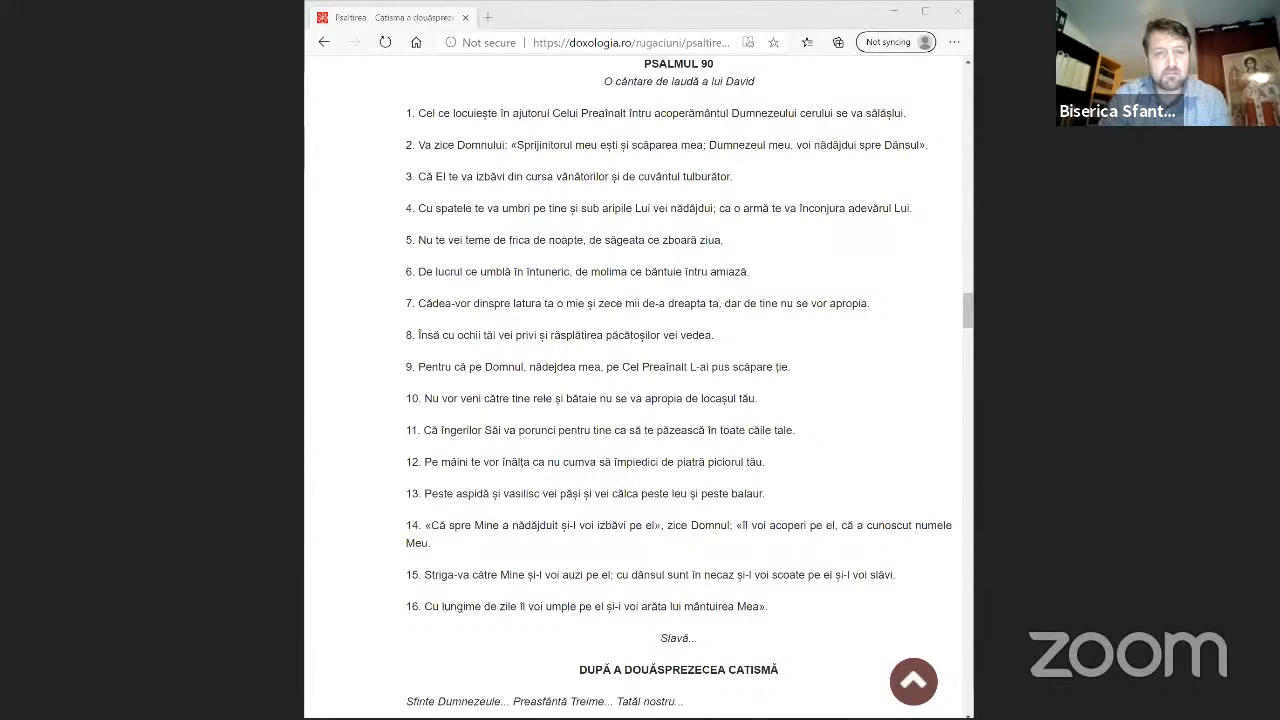 Psaltirea Catisma a douăspreze
Not secure
https://doxologia.ro/rugaciuni/psaltire...
Not syncing
Biserica Sfant...
PSALMUL 90
O cântare de laudă a lui David
1. Cel ce locuiește în ajutorul Celui Preaînalt întru acoperământul Dumnezeului cerului se va sălășlui.
2. Va zice Domnului: «Sprijinitorul meu ești și scăparea mea; Dumnezeul meu, voi nădăjdui spre Dânsul».
3. Că El te va izbăvi din cursa vânătorilor și de cuvântul tulburător.
4. Cu spatele te va umbri pe tine și sub aripile Lui vei nădăjdui; ca o armă te va înconjura adevărul Lui.
5. Nu te vei teme de frica de noapte, de săgeata ce zboară ziua,
6. De lucrul ce umblă în întuneric, de molima ce bântuie întru amiază.
7. Cădea-vor dinspre latura ta o mie și zece mii de-a dreapta ta, dar de tine nu se vor apropia.
8. Însă cu ochii tăi vei privi și răsplătirea păcătoșilor vei vedea.
9. Pentru că pe Domnul, nădejdea mea, pe Cel Preaînalt L-ai pus scăpare ție.
10. Nu vor veni către tine rele și bătaie nu se va apropia de locașul tău.
11. Că îngerilor Săi va porunci pentru tine ca să te păzească în toate căile tale.
12. Pe mâini te vor înălța ca nu cumva să împiedici de piatră piciorul tău.
13. Peste aspidă și vasilisc vei păși și vei călca peste leu și peste balaur.
14. «Că spre Mine a nădăjduit și-l voi izbăvi pe el», zice Domnul; «îl voi acoperi pe el, că a cunoscut numele
Meu.
15. Striga-va către Mine și-l voi auzi pe el; cu dânsul sunt în necaz și-l voi scoate pe el și-l voi slăvi.
16. Cu lungime de zile îl voi umple pe el și-i voi arăta lui mântuirea Mea».
Slavă...
DUPĂ A DOUĂSPREZECEA CATISMĂ
Sfinte Dumnezeule... Preasfântă Treime... Tatăl nostru...
zoom